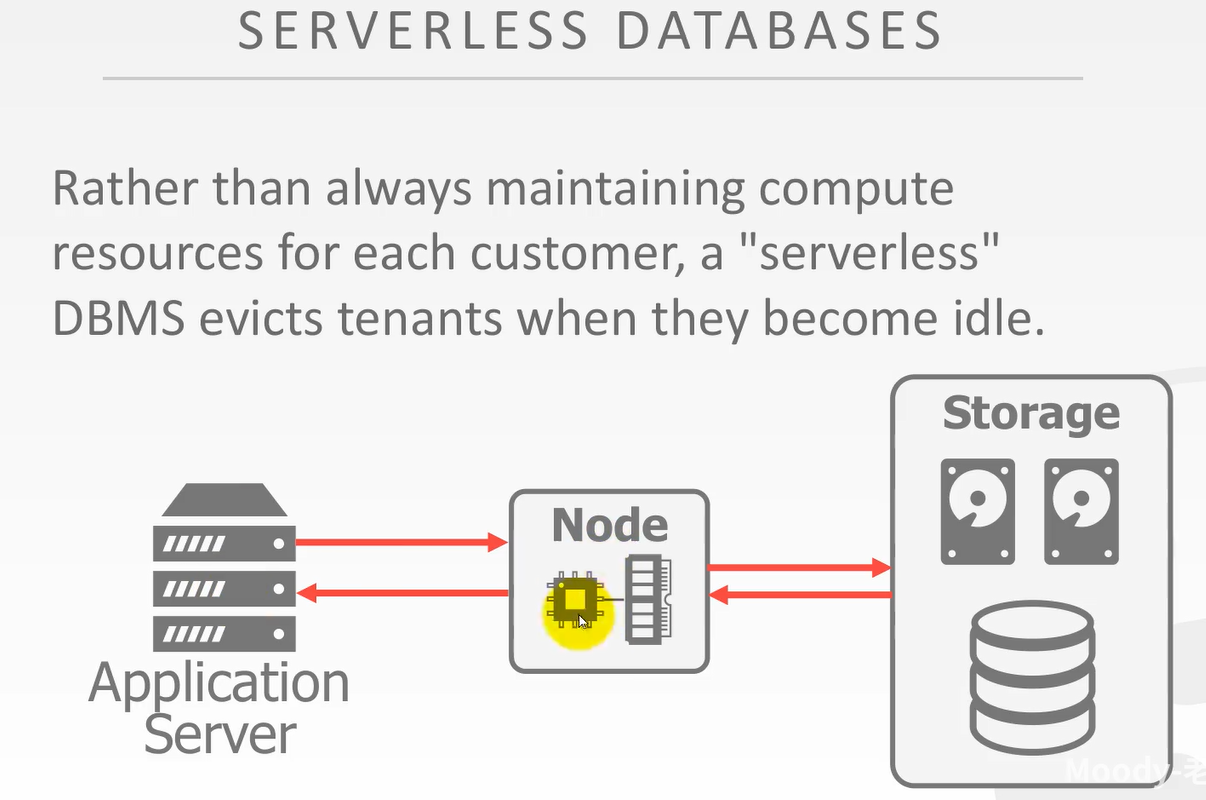 SERVERLESS DATABASES
Rather than always maintaining compute
resources for each customer, a "serverless"
DBMS evicts tenants when they become idle.
Storage
Node
Application
Server
Moody-老